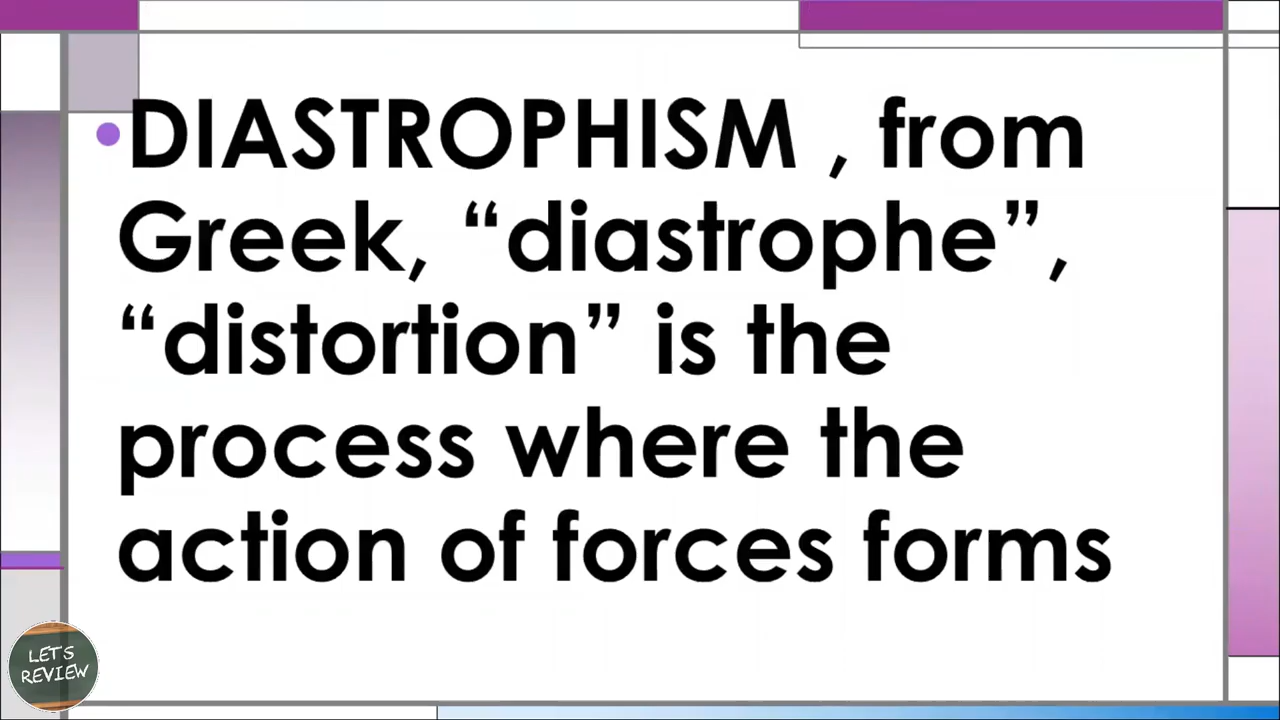 •DIASTROPHISM , from
Greek, “diastrophe”,
“distortion” is the
process where the
action of forces forms
LET'S
REVIEW